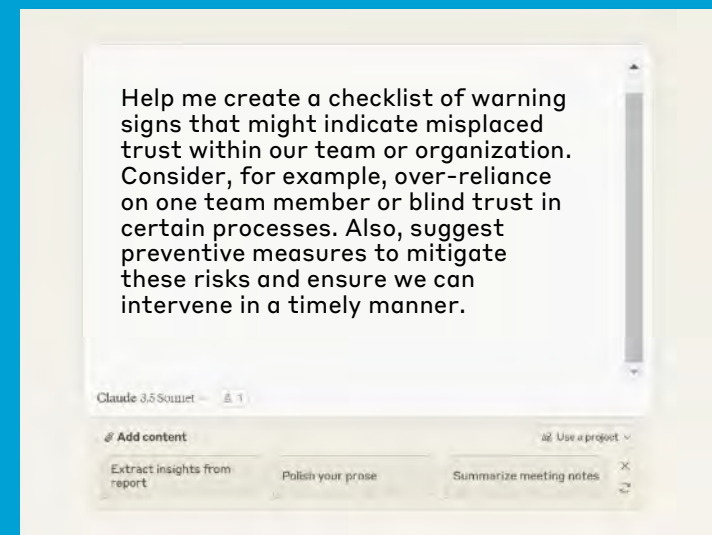 Help me create a checklist of warning
signs that might indicate misplaced
trust within our team or organization.
Consider, for example, over-reliance
on one team member or blind trust in
certain processes. Also, suggest
preventive measures to mitigate
these risks and ensure we can
intervene in a timely manner.
Claude 3.5 Sonnet
Add content
Use a project
Extract insights from
report
Polish your prose
Summarize meeting notes